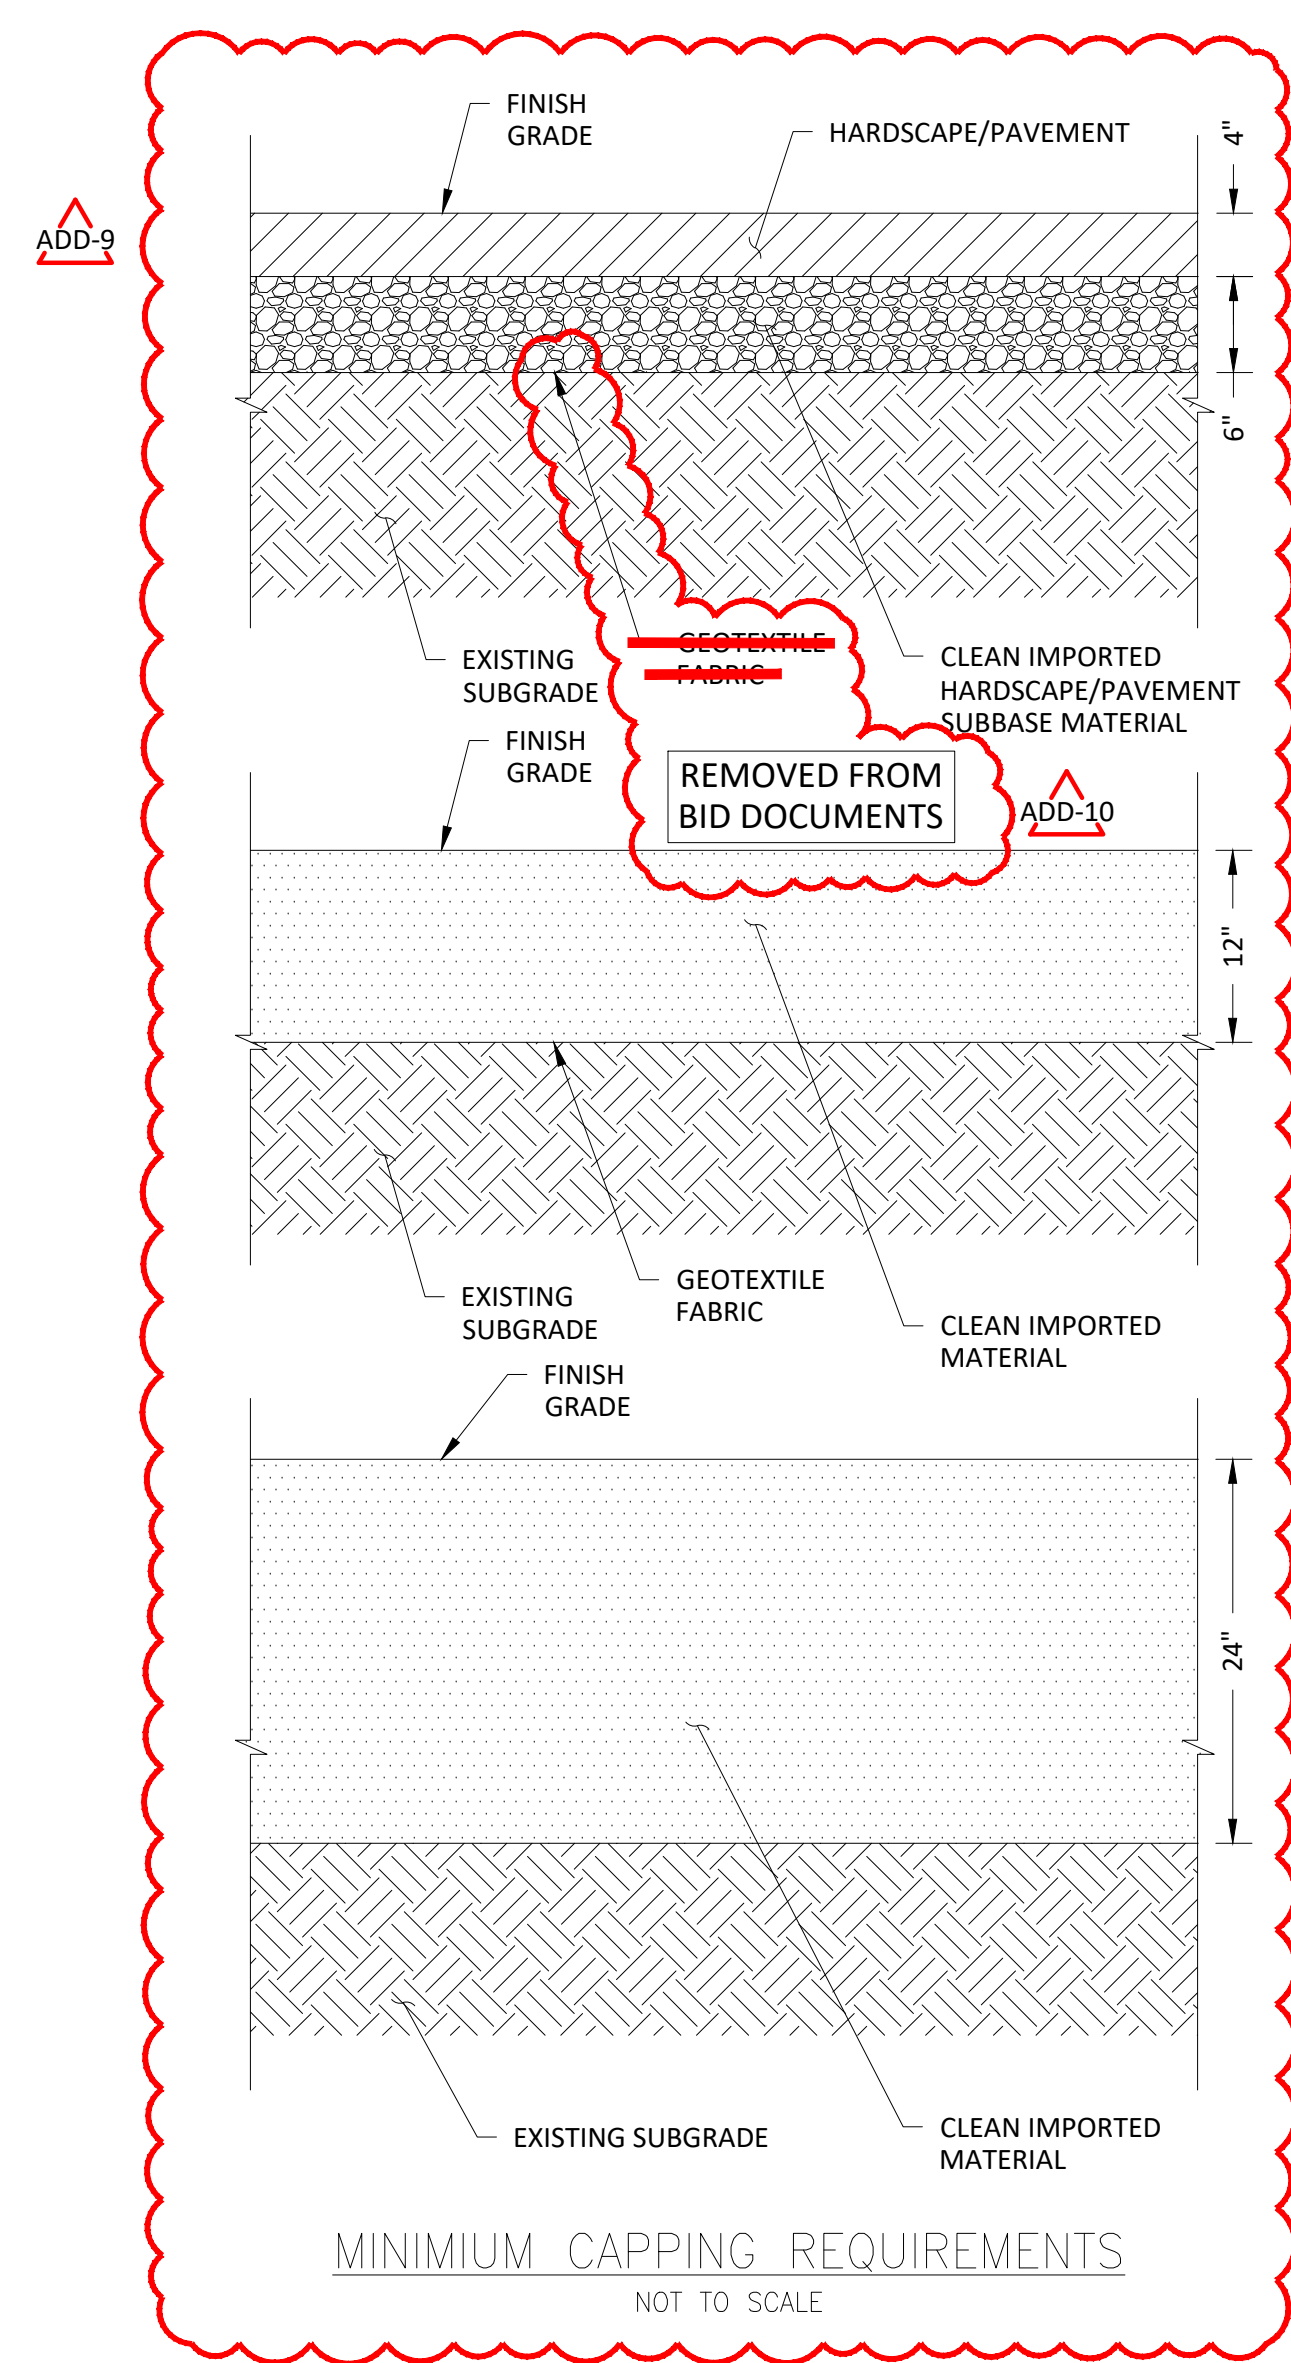 FINISH
GRADE
HARDSCAPE/PAVEMENT
4"
ADD-9
6"
GEOTEXTILE
FABRIC
EXISTING
SUBGRADE
CLEAN IMPORTED
HARDSCAPE/PAVEMENT
SUBBASE MATERIAL
FINISH
GRADE
REMOVED FROM
BID DOCUMENTS
ADD-10
12"
EXISTING
SUBGRADE
GEOTEXTILE
FABRIC
CLEAN IMPORTED
MATERIAL
FINISH
GRADE
24"
EXISTING SUBGRADE
CLEAN IMPORTED
MATERIAL
MINIMIUM CAPPING REQUIREMENTS
NOT TO SCALE